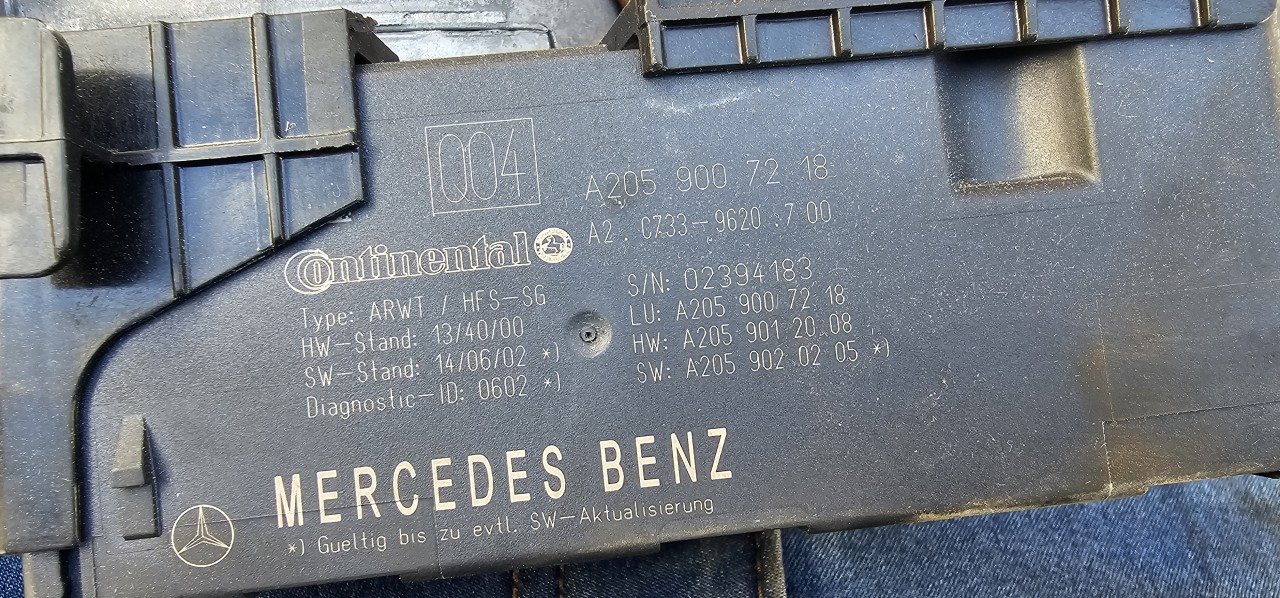 Q04
A205 900 72 18
A2 . CZ33-9620 . 7 00
Continental
S/N: 02394183
LU: A205 900 72 18
HW: A205 901 20 08
SW: A205 902 02 05 *)
Type: ARWT / HFS-SG
HW-Stand: 13/40/00
SW-Stand: 14/06/02 *)
Diagnostic-ID: 0602 *)
MERCEDES BENZ
*) Gueltig bis zu evtl. SW-Aktualisierung